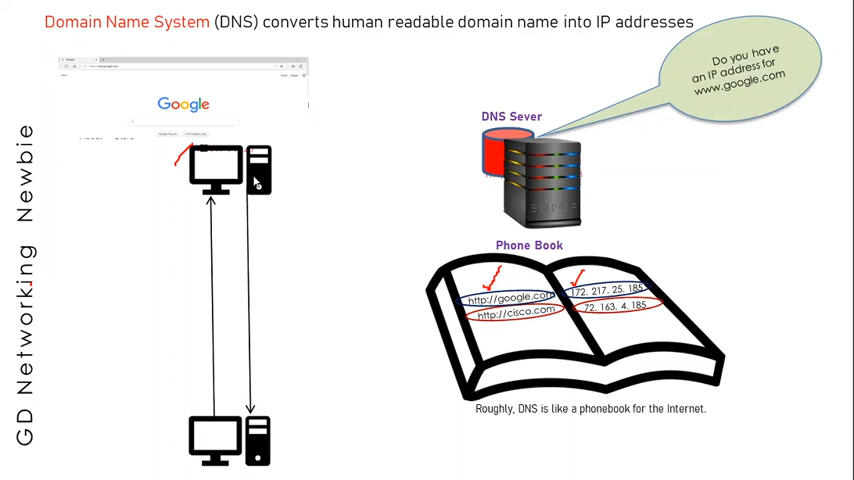 Domain Name System (DNS) converts human readable domain name into IP addresses
Google
Google
Do you have
an IP address for
www.google.com
DNS Sever
SERVER
Phone Book
http://google.com
172. 217. 25. 185
http://cisco.com
72. 163. 4. 185
Roughly, DNS is like a phonebook for the Internet.
GD Networking Newbie